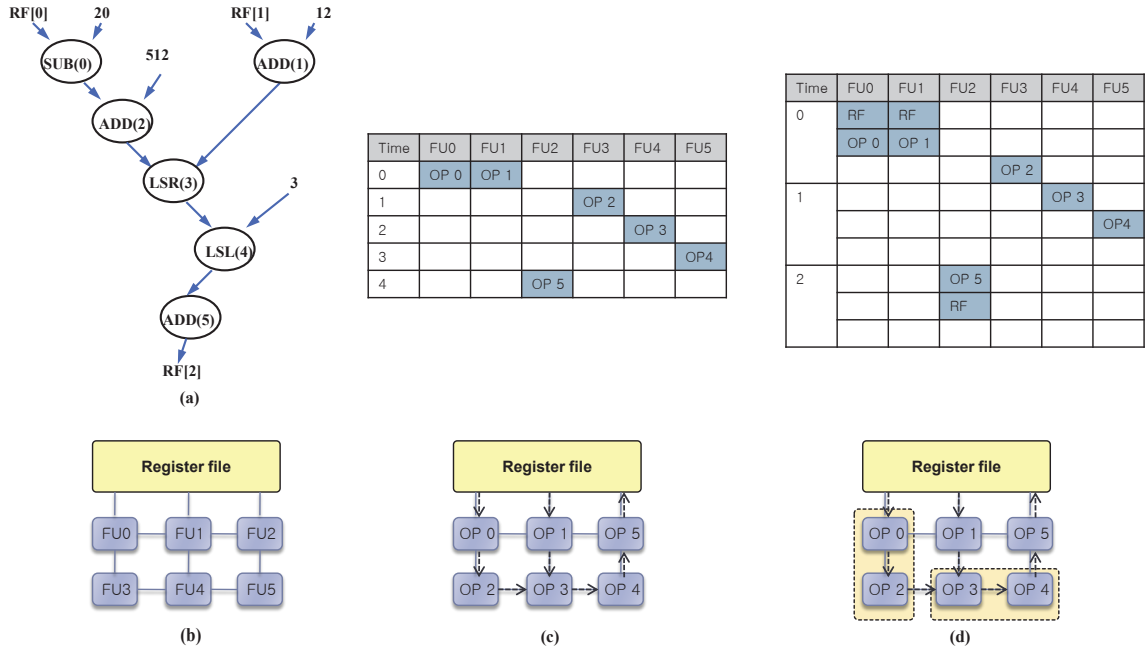 RF[0] 20 RF[1] 12
SUB(0) 512 ADD(1)
ADD(2)
LSR(3)
3
LSL(4)
ADD(5)
RF[2]
(a)
Time FU0 FU1 FU2 FU3 FU4 FU5
0 OP 0 OP 1
1 OP 2
2 OP 3
3 OP4
4 OP 5
Time FU0 FU1 FU2 FU3 FU4 FU5
0 RF RF
OP 0 OP 1
OP 2
1 OP 3
OP4
2 OP 5
RF
Register file
FU0 FU1 FU2
FU3 FU4 FU5
(b)
Register file
OP 0 OP 1 OP 5
OP 2 OP 3 OP 4
(c)
Register file
OP 0 OP 1 OP 5
OP 2 OP 3 OP 4
(d)